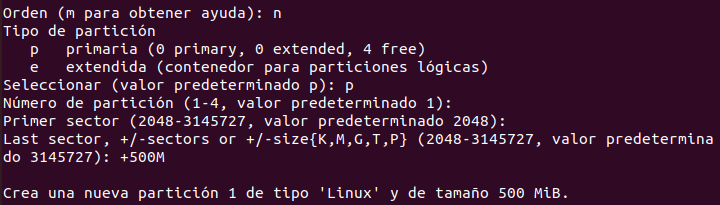 Orden (m para obtener ayuda): n
Tipo de partición
   p   primaria (0 primary, 0 extended, 4 free)
   e   extendida (contenedor para particiones lógicas)
Seleccionar (valor predeterminado p): p
Número de partición (1-4, valor predeterminado 1):
Primer sector (2048-3145727, valor predeterminado 2048):
Last sector, +/-sectors or +/-size{K,M,G,T,P} (2048-3145727, valor predetermina
do 3145727): +500M

Crea una nueva partición 1 de tipo 'Linux' y de tamaño 500 MiB.